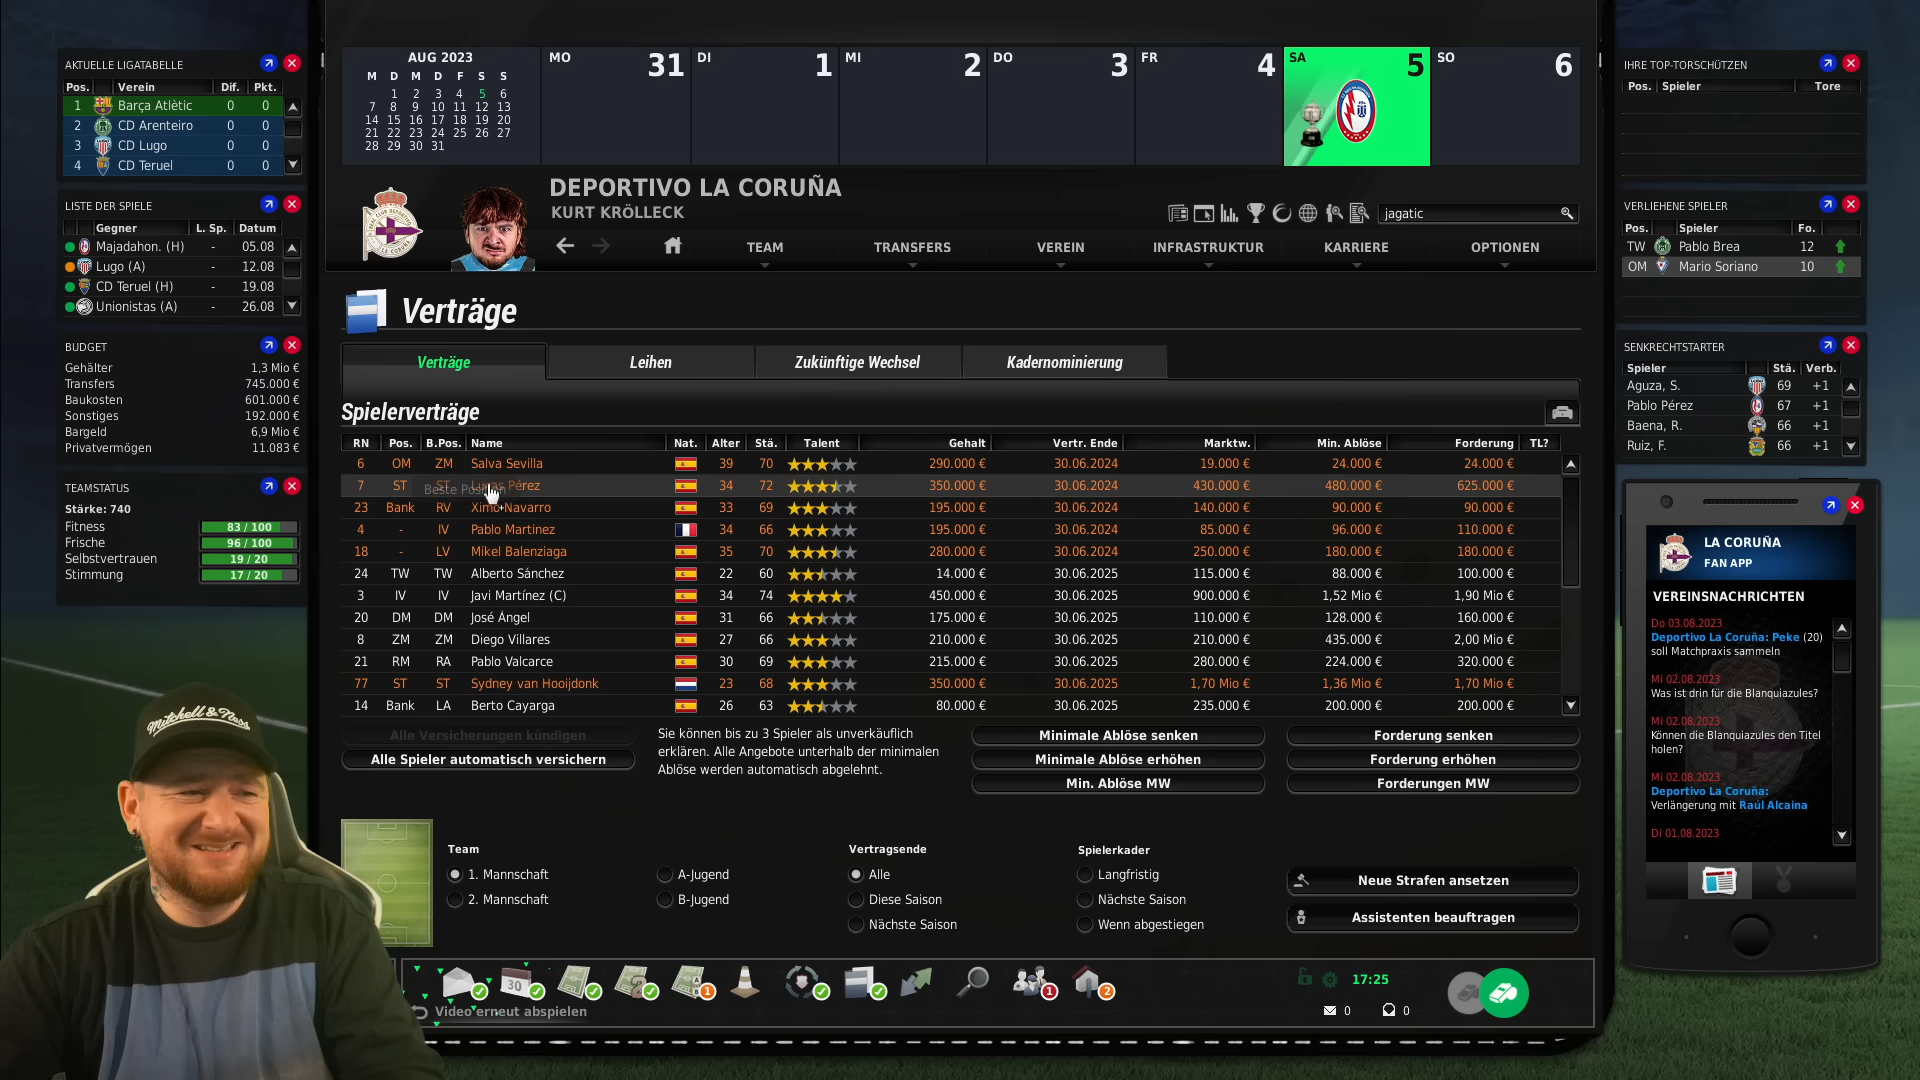 AKTUELLE LIGATABELLE
Pos. Verein Dif. Pkt.
1 Barça Atlètic 0 0
2 CD Arenteiro 0 0
3 CD Lugo 0 0
4 CD Teruel 0 0
LISTE DER SPIELE
Gegner L. Sp. Datum
Majadahon. (H) - 05.08
Lugo (A) - 12.08
CD Teruel (H) - 19.08
Unionistas (A) - 26.08
BUDGET
Gehälter 1,3 Mio €
Transfers 745.000 €
Baukosten 601.000 €
Sonstiges 192.000 €
Bargeld 6,9 Mio €
Privatvermögen 11.083 €
TEAMSTATUS
Stärke: 740
Fitness 83 / 100
Frische 96 / 100
Selbstvertrauen 19 / 20
Stimmung 17 / 20
AUG 2023
M D M D F S S
1 2 3 4 5 6
7 8 9 10 11 12 13
14 15 16 17 18 19 20
21 22 23 24 25 26 27
28 29 30 31
MO 31 DI 1 MI 2 DO 3 FR 4 SA 5 SO 6
DEPORTIVO LA CORUÑA
KURT KRÖLLECK
jagatic
TEAM TRANSFERS VEREIN INFRASTRUKTUR KARRIERE OPTIONEN
Verträge
Verträge Leihen Zukünftige Wechsel Kadernominierung
Spielerverträge
RN Pos. B.Pos. Name Nat. Alter Stä. Talent Gehalt Vertr. Ende Marktw. Min. Ablöse Forderung TL?
6 OM ZM Salva Sevilla 39 70 290.000 € 30.06.2024 19.000 € 24.000 € 24.000 €
7 ST ST Lucas Pérez 34 72 350.000 € 30.06.2024 430.000 € 480.000 € 625.000 €
23 Bank RV Ximo Navarro 33 69 195.000 € 30.06.2024 140.000 € 90.000 € 90.000 €
4 - IV Pablo Martínez 34 66 195.000 € 30.06.2024 85.000 € 96.000 € 110.000 €
18 - LV Mikel Balenziaga 35 70 280.000 € 30.06.2024 250.000 € 180.000 € 180.000 €
24 TW TW Alberto Sánchez 22 60 14.000 € 30.06.2025 115.000 € 88.000 € 100.000 €
3 IV IV Javi Martínez (C) 34 74 450.000 € 30.06.2025 900.000 € 1,52 Mio € 1,90 Mio €
20 DM DM José Ángel 31 66 175.000 € 30.06.2025 110.000 € 128.000 € 160.000 €
8 ZM ZM Diego Villares 27 66 210.000 € 30.06.2025 210.000 € 435.000 € 2,00 Mio €
21 RM RA Pablo Valcarce 30 69 215.000 € 30.06.2025 280.000 € 224.000 € 320.000 €
77 ST ST Sydney van Hooijdonk 23 68 350.000 € 30.06.2025 1,70 Mio € 1,36 Mio € 1,70 Mio €
14 Bank LA Berto Cayarga 26 63 80.000 € 30.06.2025 235.000 € 200.000 € 200.000 €
Alle Versicherungen kündigen
Alle Spieler automatisch versichern
Sie können bis zu 3 Spieler als unverkäuflich
erklären. Alle Angebote unterhalb der minimalen
Ablöse werden automatisch abgelehnt.
Minimale Ablöse senken
Minimale Ablöse erhöhen
Min. Ablöse MW
Forderung senken
Forderung erhöhen
Forderungen MW
Team
1. Mannschaft A-Jugend
2. Mannschaft B-Jugend
Vertragsende
Alle
Diese Saison
Nächste Saison
Spielerkader
Langfristig
Nächste Saison
Wenn abgestiegen
Neue Strafen ansetzen
Assistenten beauftragen
30
1
1
2
Video erneut abspielen
17:25
0 0
IHRE TOP-TORSCHÜTZEN
Pos. Spieler Tore
VERLIEHENE SPIELER
Pos. Spieler Fo.
TW Pablo Brea 12
OM Mario Soriano 10
SENKRECHTSTARTER
Spieler Stä. Verb.
Aguza, S. 69 +1
Pablo Pérez 67 +1
Baena, R. 66 +1
Ruiz, F. 66 +1
LA CORUÑA
FAN APP
VEREINSNACHRICHTEN
Do 03.08.2023
Deportivo La Coruña: Peke (20)
soll Matchpraxis sammeln
Mi 02.08.2023
Was ist drin für die Blanquiazules?
Mi 02.08.2023
Können die Blanquiazules den Titel
holen?
Mi 02.08.2023
Deportivo La Coruña:
Verlängerung mit Raúl Alcaina
Di 01.08.2023
Mitchell & Ness